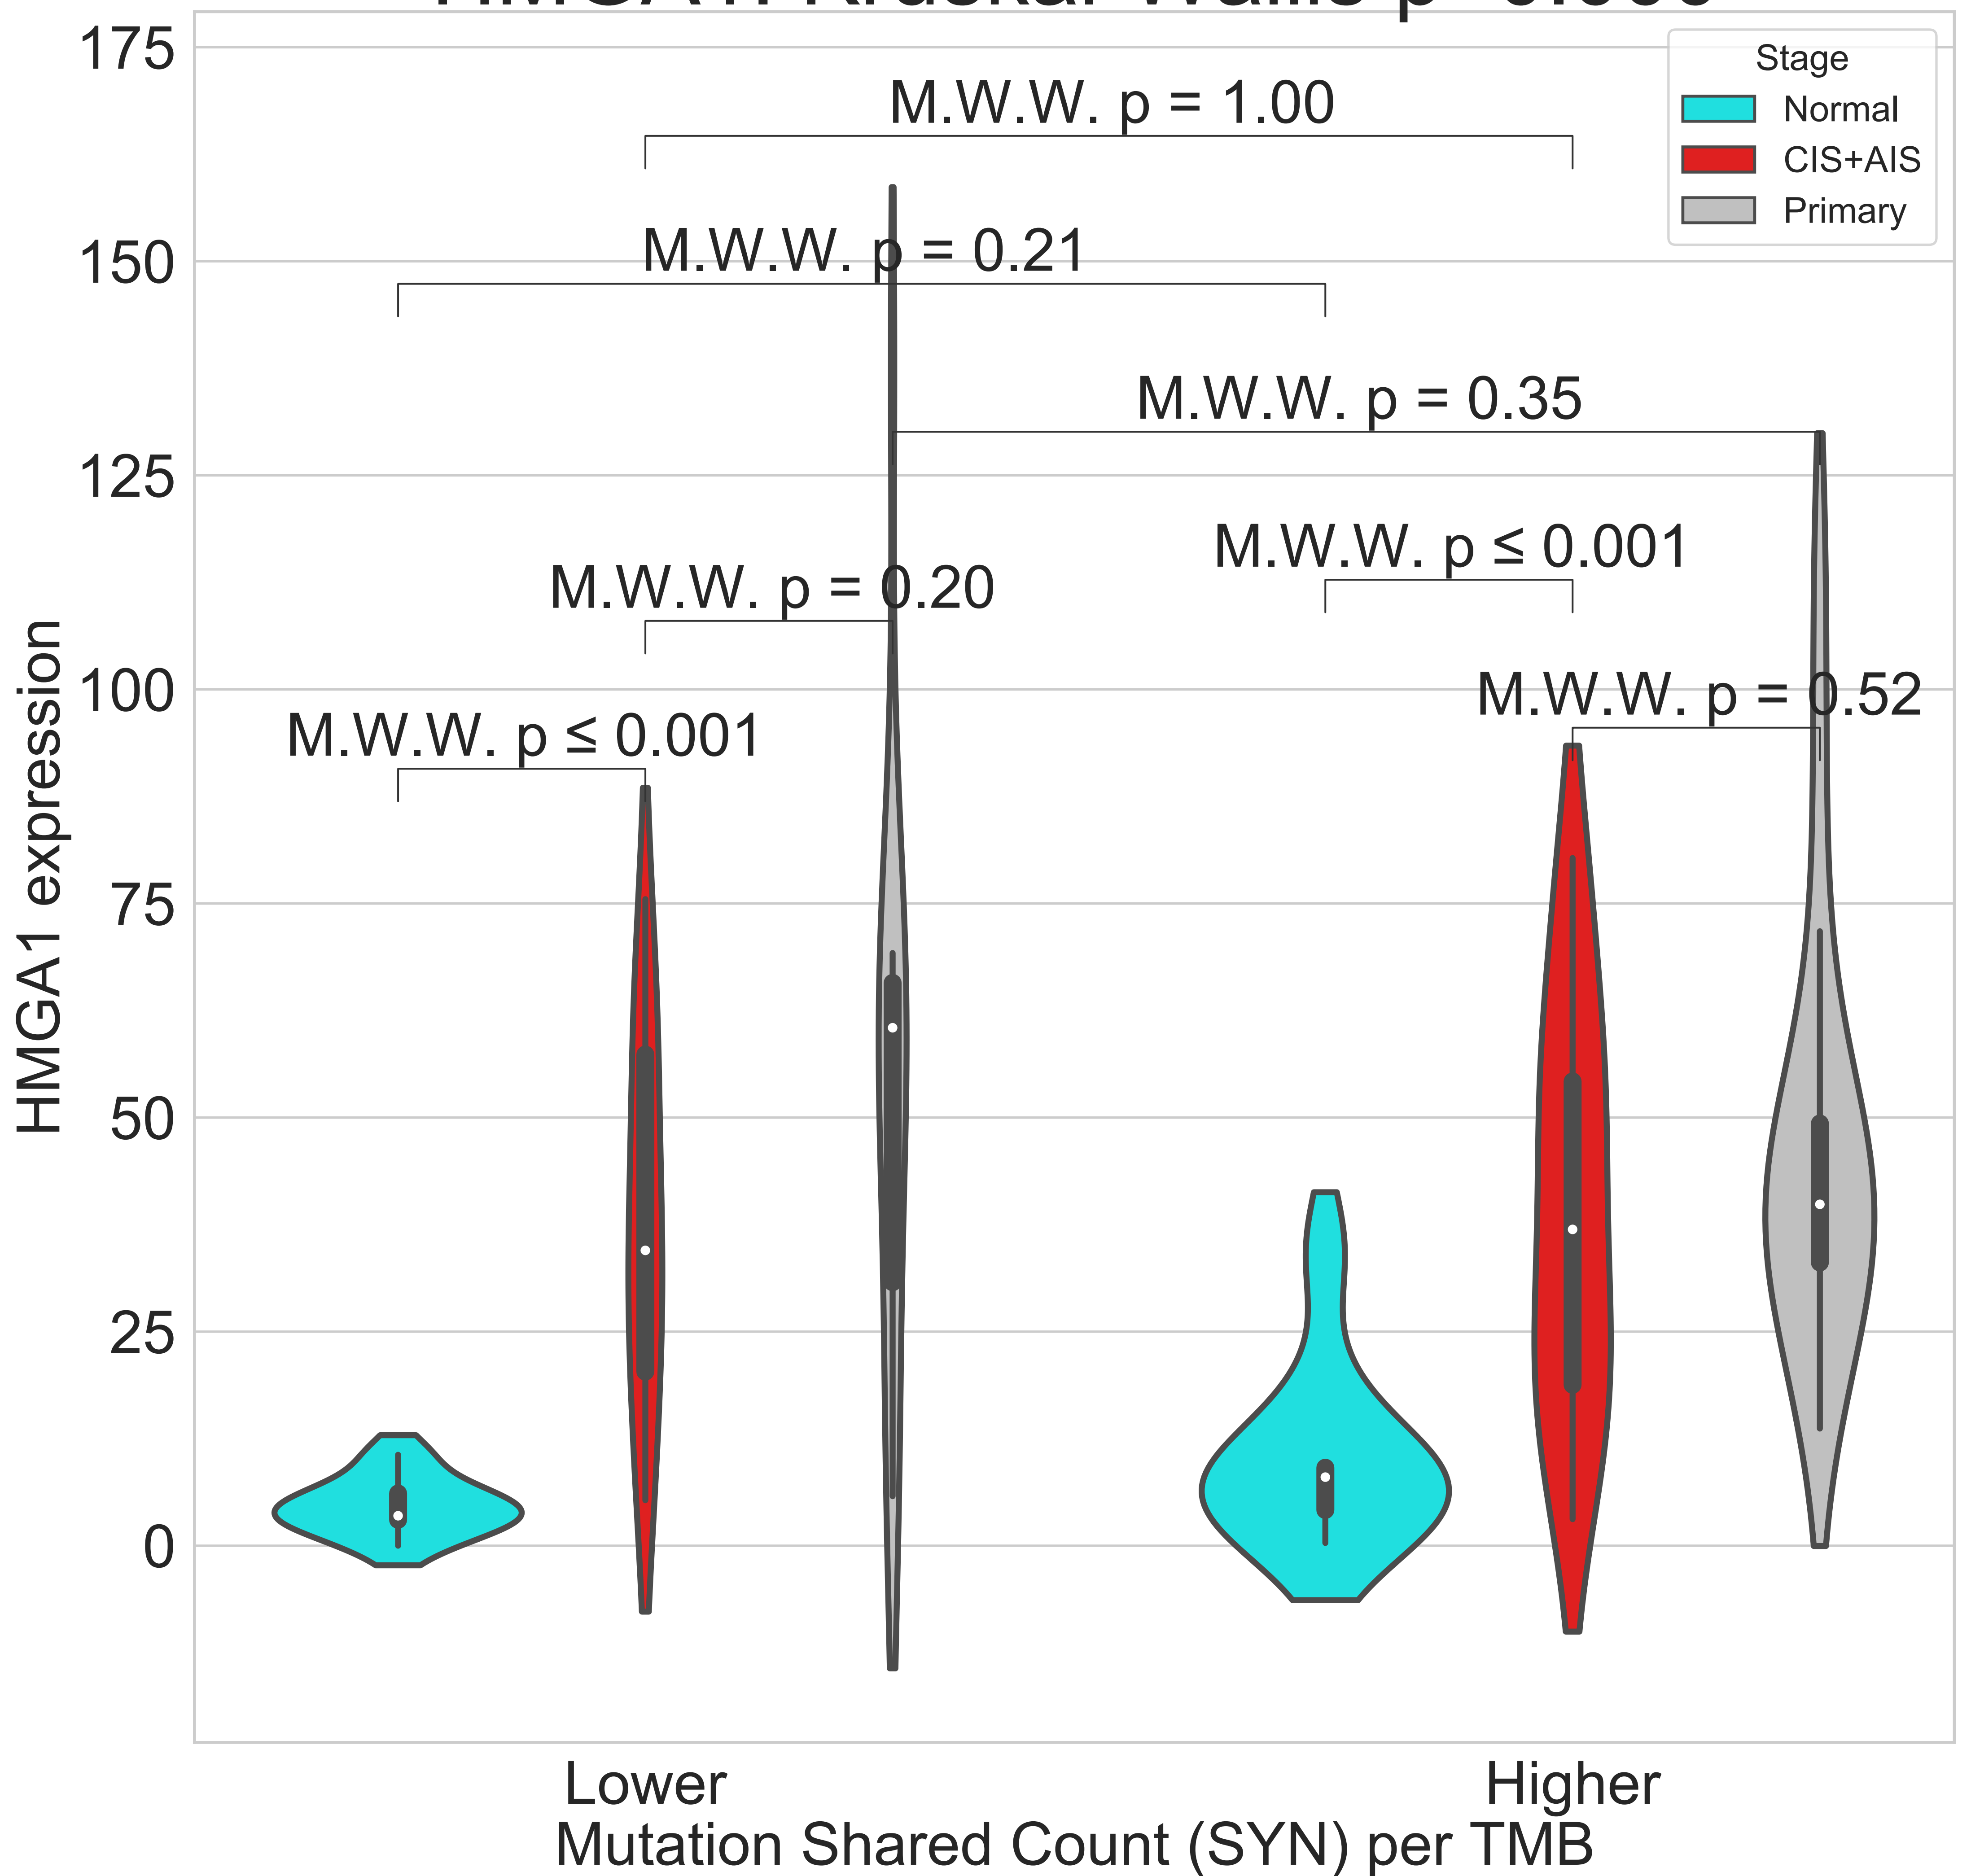 175
150
125
100
75
50
25
0
HMGA1 expression
Stage
Normal
CIS+AIS
Primary
M.W.W. p = 1.00
M.W.W. p = 0.21
M.W.W. p = 0.35
M.W.W. p ≤ 0.001
M.W.W. p = 0.20
M.W.W. p = 0.52
M.W.W. p ≤ 0.001
Lower
Higher
Mutation Shared Count (SYN) per TMB